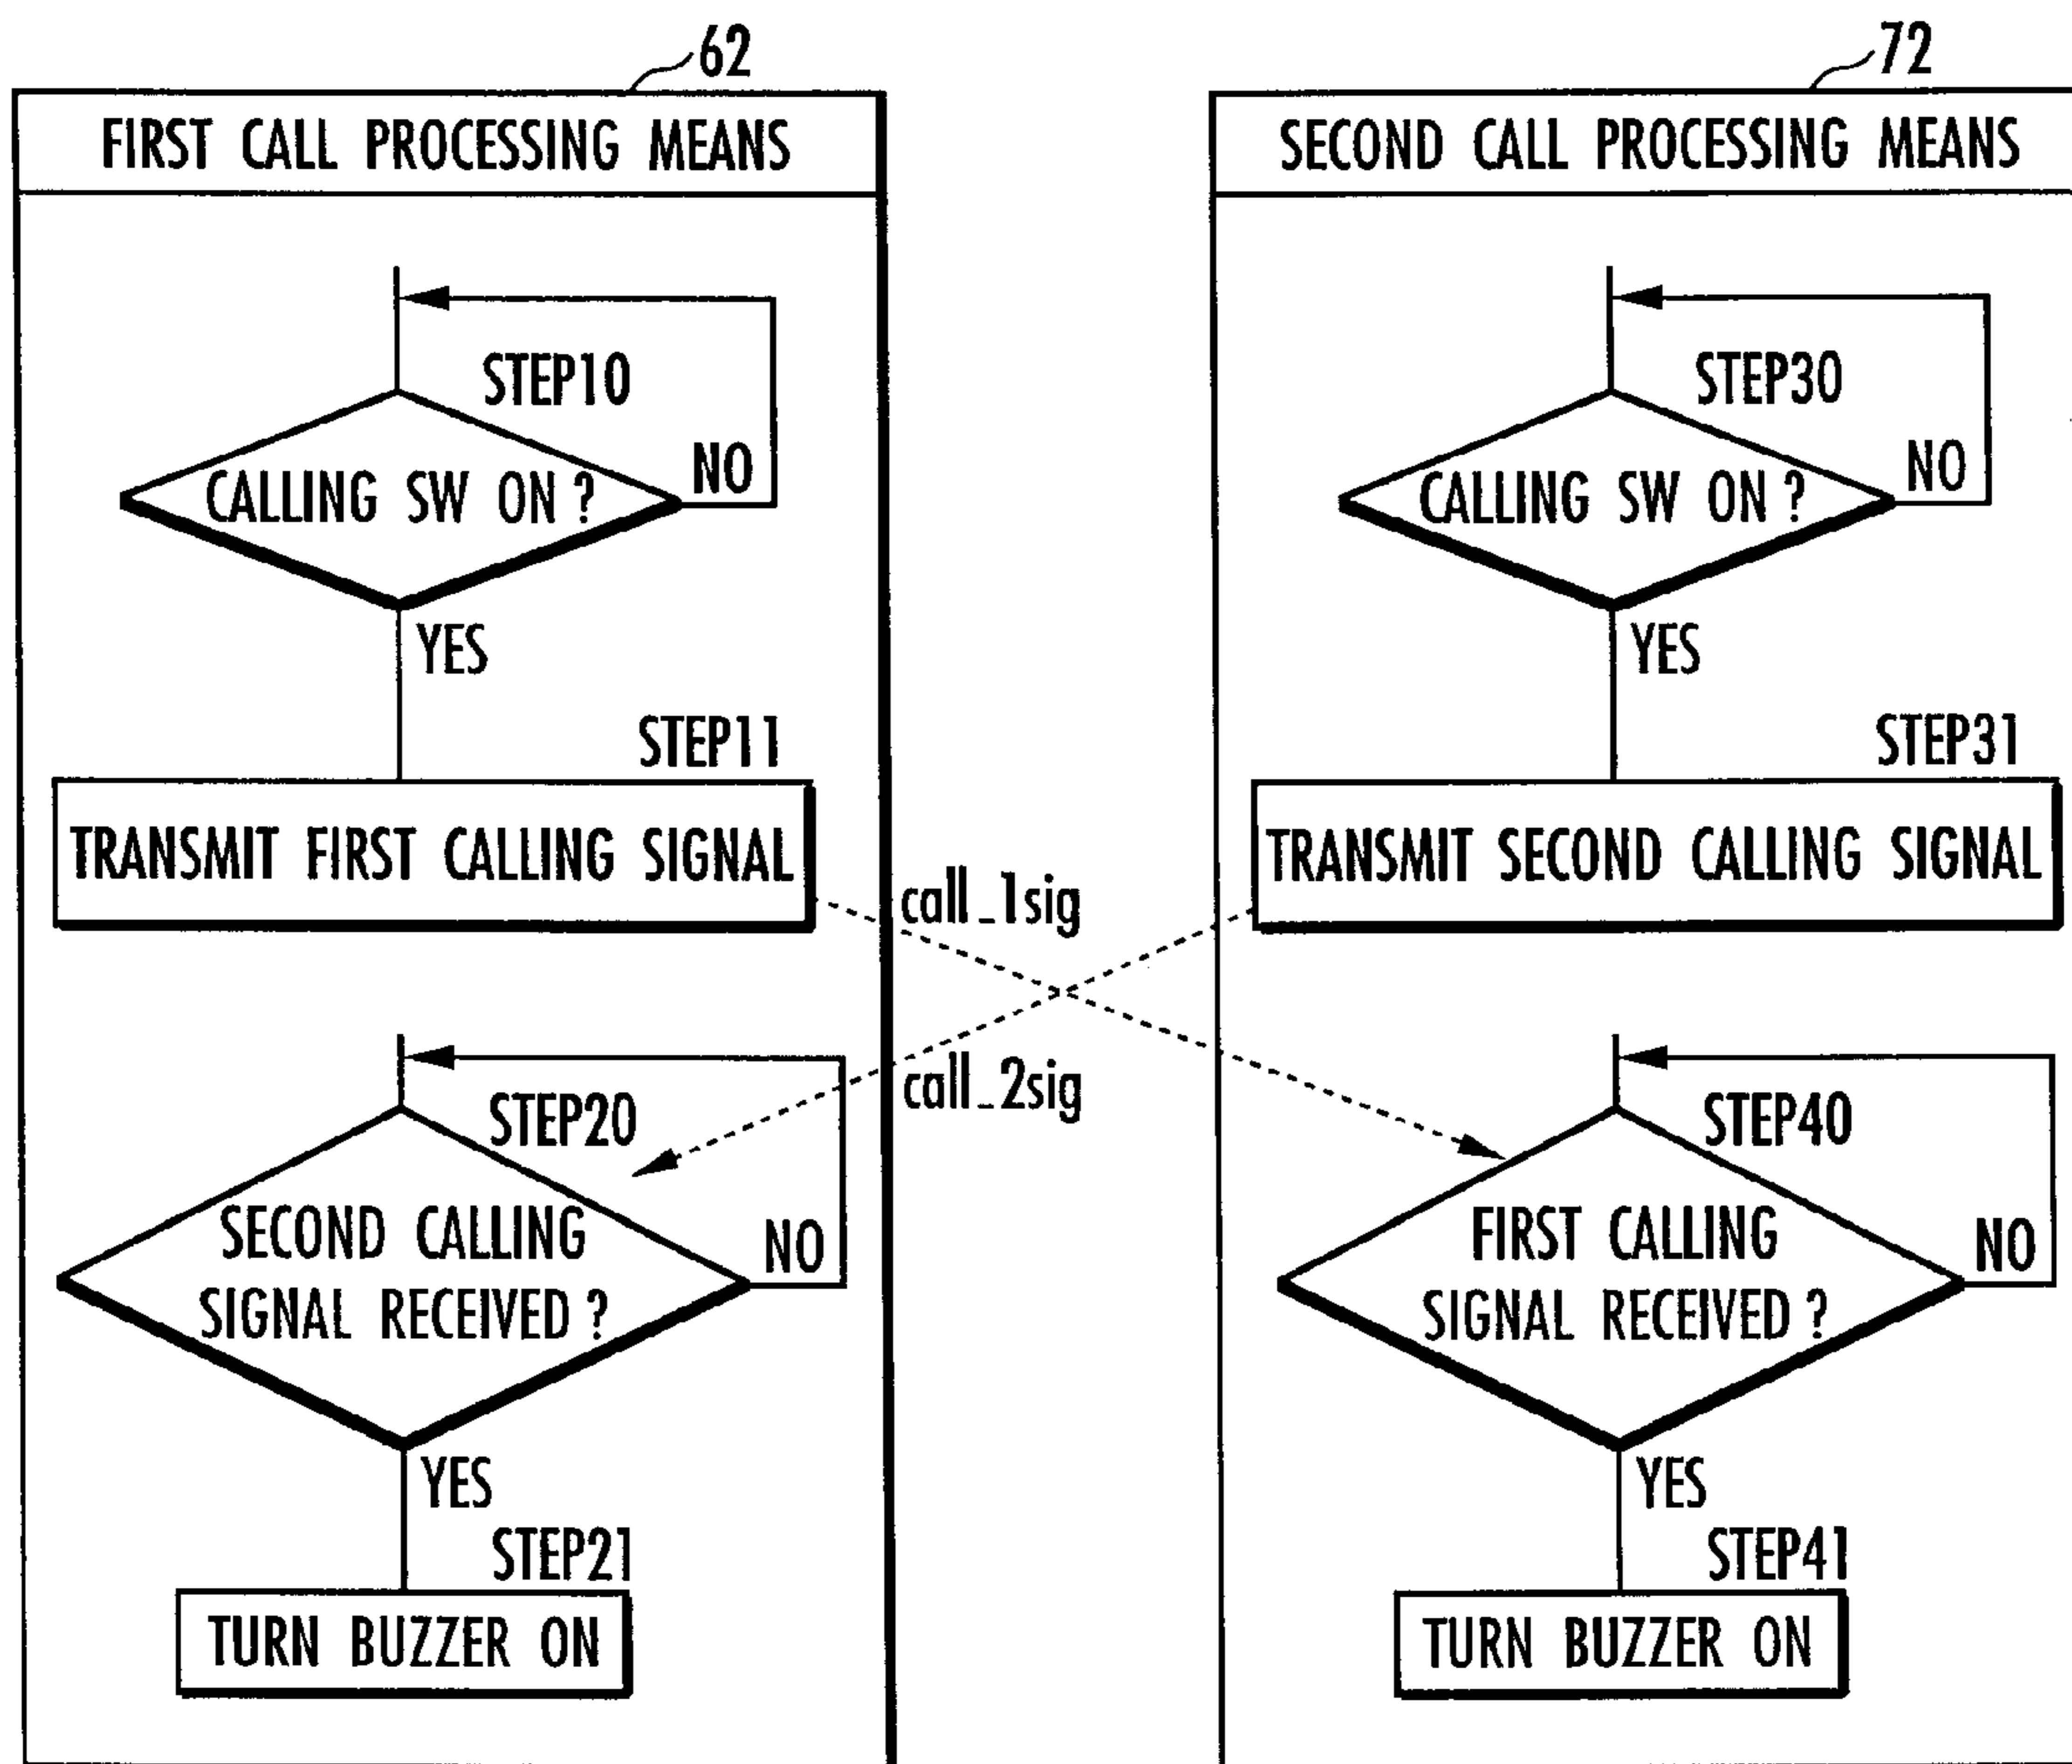 62
FIRST CALL PROCESSING MEANS
STEP10
CALLING SW ON ?
NO
YES
STEP11
TRANSMIT FIRST CALLING SIGNAL
call_1sig
call_2sig
STEP20
SECOND CALLING
SIGNAL RECEIVED ?
NO
YES
STEP21
TURN BUZZER ON
72
SECOND CALL PROCESSING MEANS
STEP30
CALLING SW ON ?
NO
YES
STEP31
TRANSMIT SECOND CALLING SIGNAL
STEP40
FIRST CALLING
SIGNAL RECEIVED ?
NO
YES
STEP41
TURN BUZZER ON